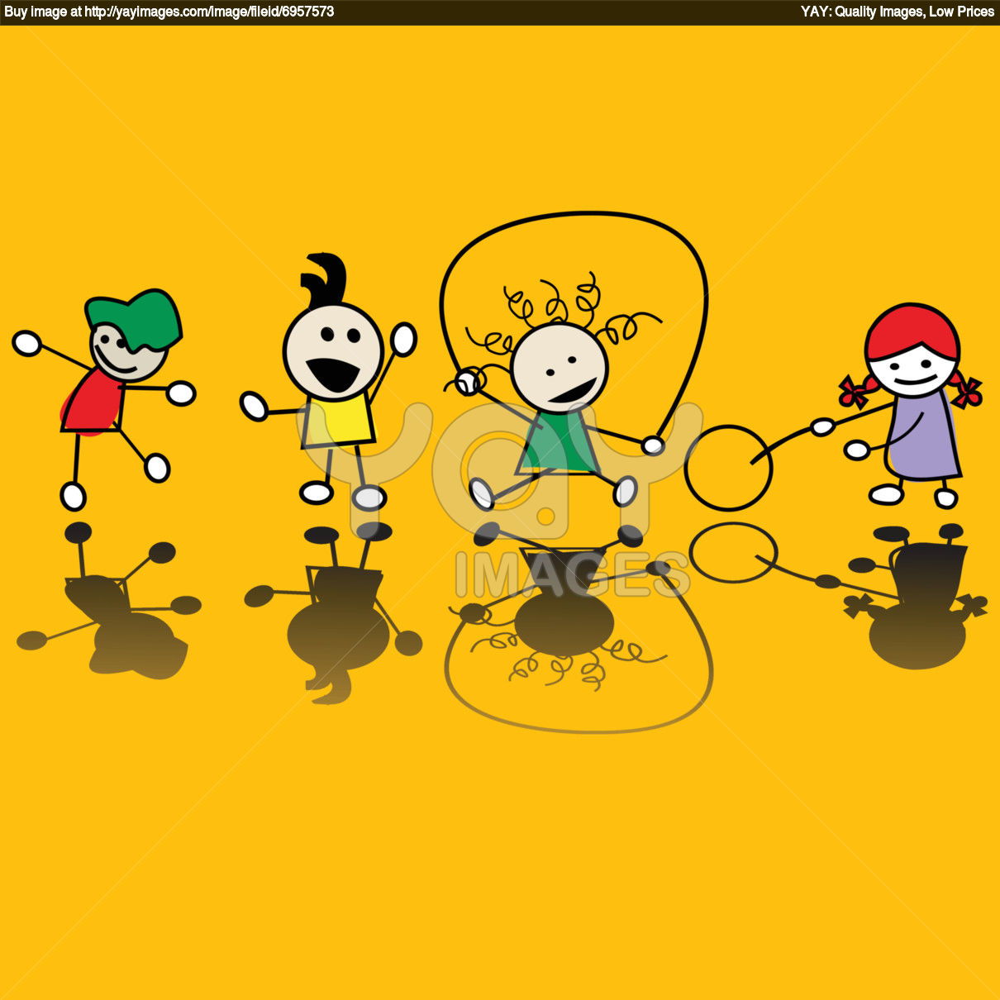 Buy image at http://yayimages.com/image/fileid/6957573
YAY: Quality Images, Low Prices
YAY
IMAGES